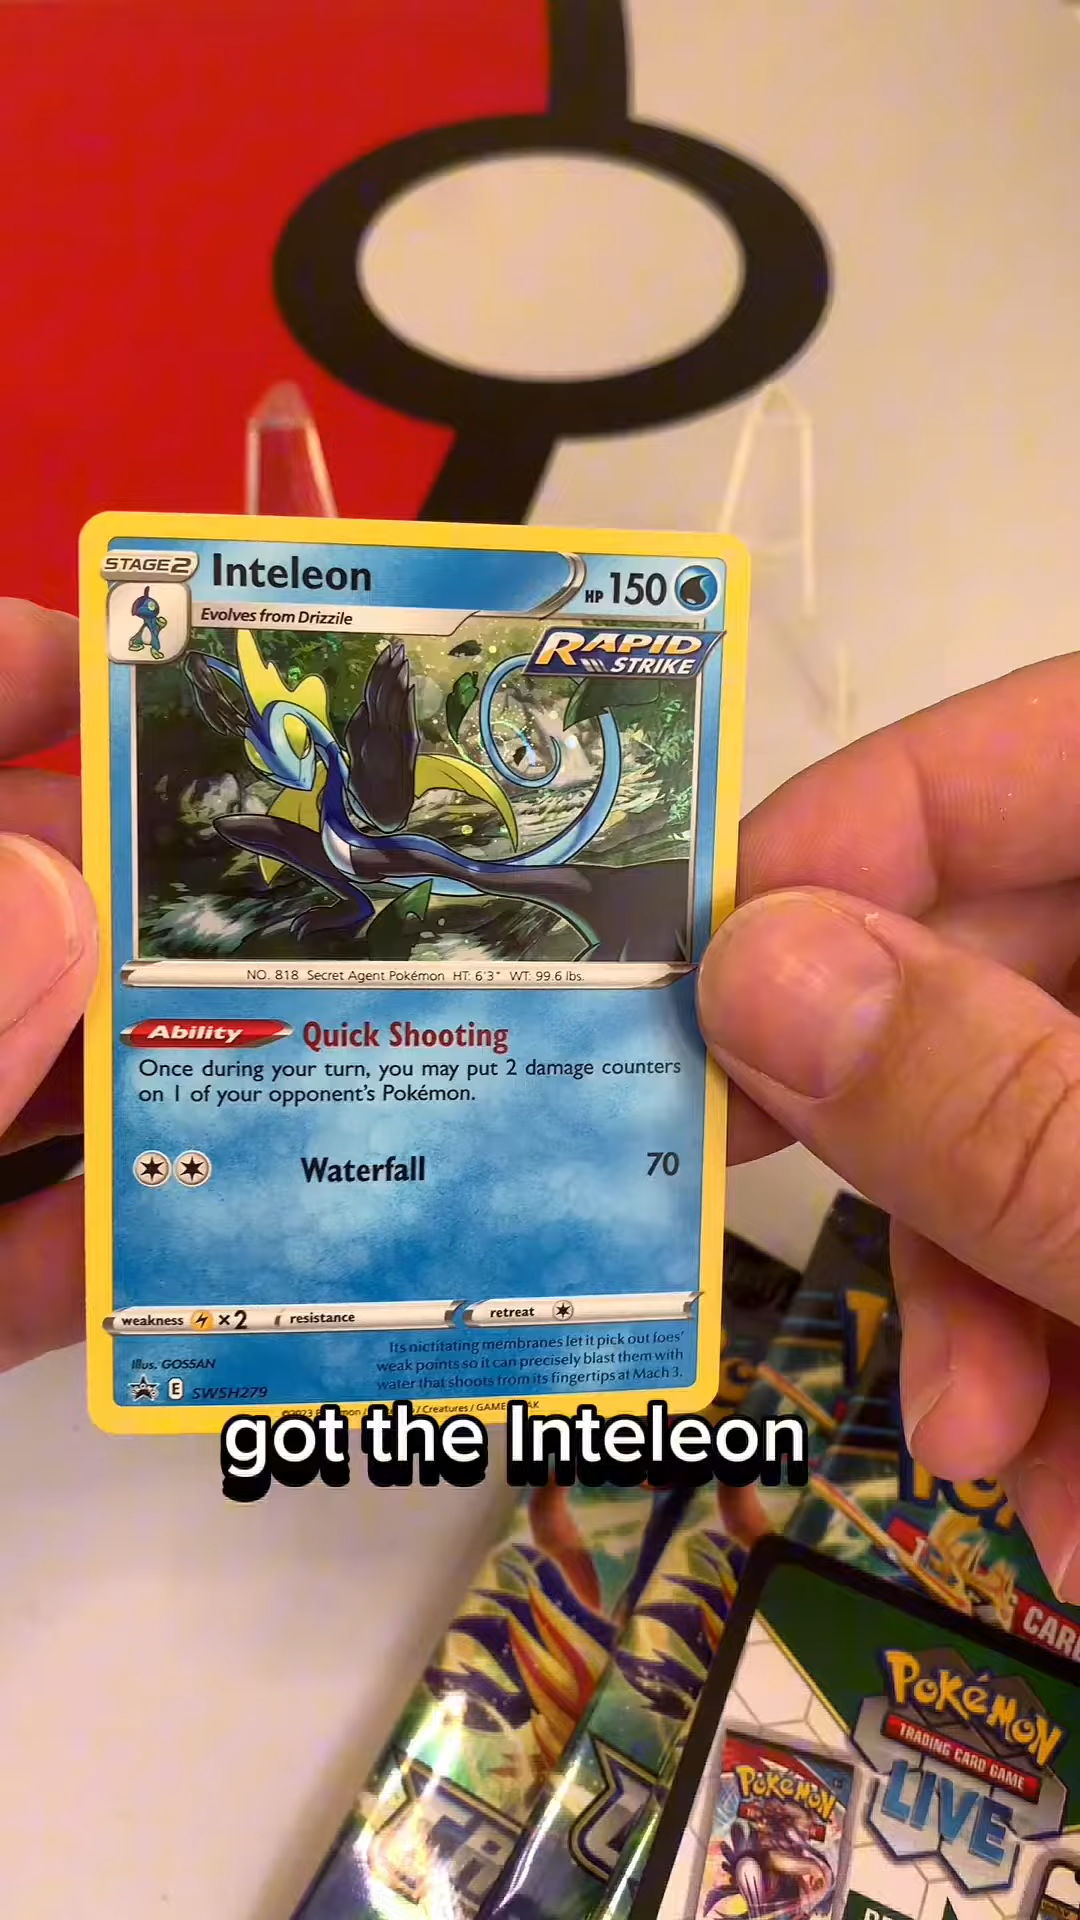 STAGE2
Inteleon
HP 150
Evolves from Drizzile
RAPID
STRIKE
NO. 818 Secret Agent Pokémon HT: 6'3" WT: 99.6 lbs.
Ability Quick Shooting
Once during your turn, you may put 2 damage counters
on 1 of your opponent's Pokémon.
Waterfall 70
weakness ×2 resistance retreat
Its nictitating membranes let it pick out foes'
weak points so it can precisely blast them with
water that shoots from its fingertips at Mach 3.
Illus. GOSSAN
E SWSH279
©2023 / Creatures / GAME
got the Inteleon
Pokémon
TRADING CARD GAME
LIVE
POKéMON